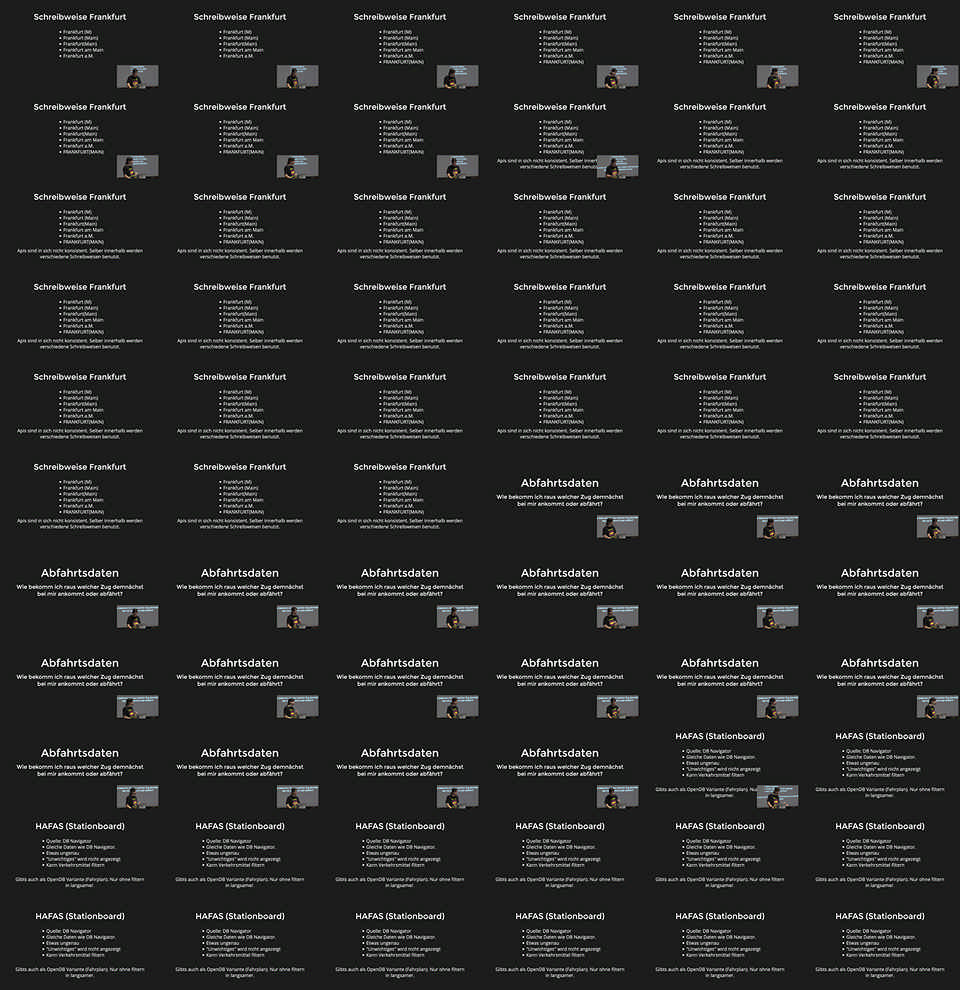 Schreibweise Frankfurt
Frankfurt (M)
Frankfurt (Main)
Frankfurt(Main)
Frankfurt am Main
Frankfurt a.M.
FRANKFURT(MAIN)
Apis sind in sich nicht konsistent, Selber innerhalb werden
verschiedene Schreibweisen benutzt.
Abfahrtsdaten
Wie bekomm ich raus welcher Zug demnächst
bei mir ankommt oder abfährt?
HAFAS (Stationboard)
Quelle: DB Navigator
Gleiche Daten wie DB Navigator.
Etwas ungenau
"Unwichtiges" wird nicht angezeigt
Kann Verkehrsmittel filtern
Gibts auch als OpenDB Variante (Fahrplan). Nur ohne filtern
in langsamer.